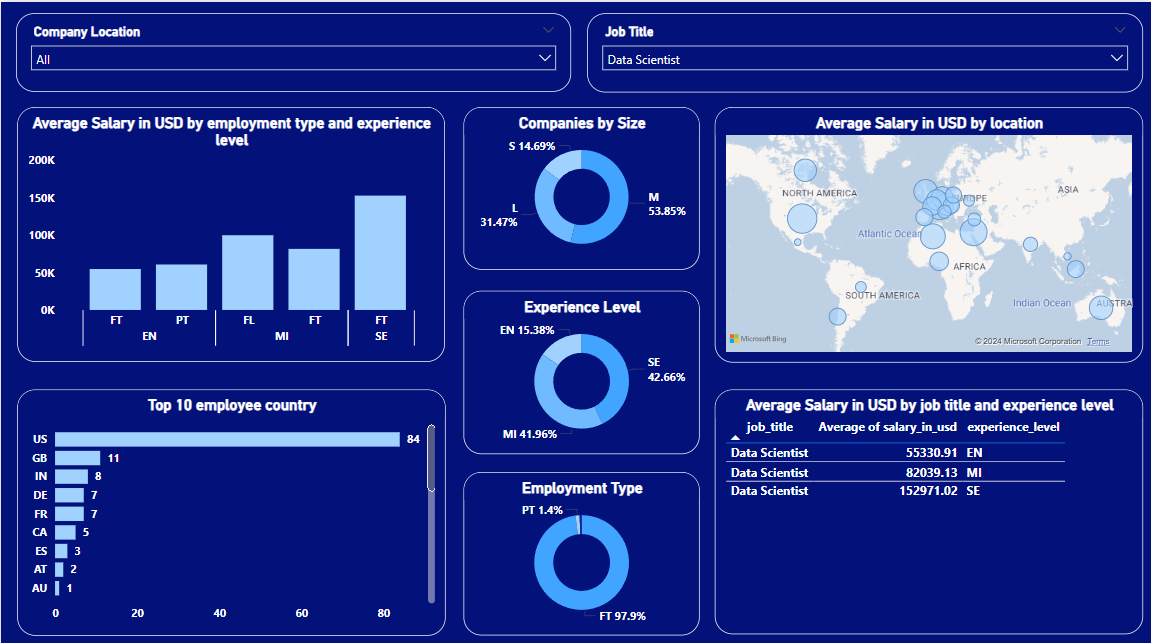 Company Location
All
Job Title
Data Scientist
Average Salary in USD by employment type and experience
level
200K
150K
100K
50K
0K
FT
PT
FL
FT
FT
EN
MI
SE
Companies by Size
S 14.69%
M
53.85%
L
31.47%
Average Salary in USD by location
NORTH AMERICA
ASIA
Atlantic Ocean
AFRICA
SOUTH AMERICA
Indian Ocean
Microsoft Bing
© 2024 Microsoft Corporation Terms
Experience Level
EN 15.38%
SE
42.66%
MI 41.96%
Top 10 employee country
US 84
GB 11
IN 8
DE 7
FR 7
CA 5
ES 3
AT 2
AU 1
0 20 40 60 80
Employment Type
PT 1.4%
FT 97.9%
Average Salary in USD by job title and experience level
job_title Average of salary_in_usd experience_level
Data Scientist 55330.91 EN
Data Scientist 82039.13 MI
Data Scientist 152971.02 SE